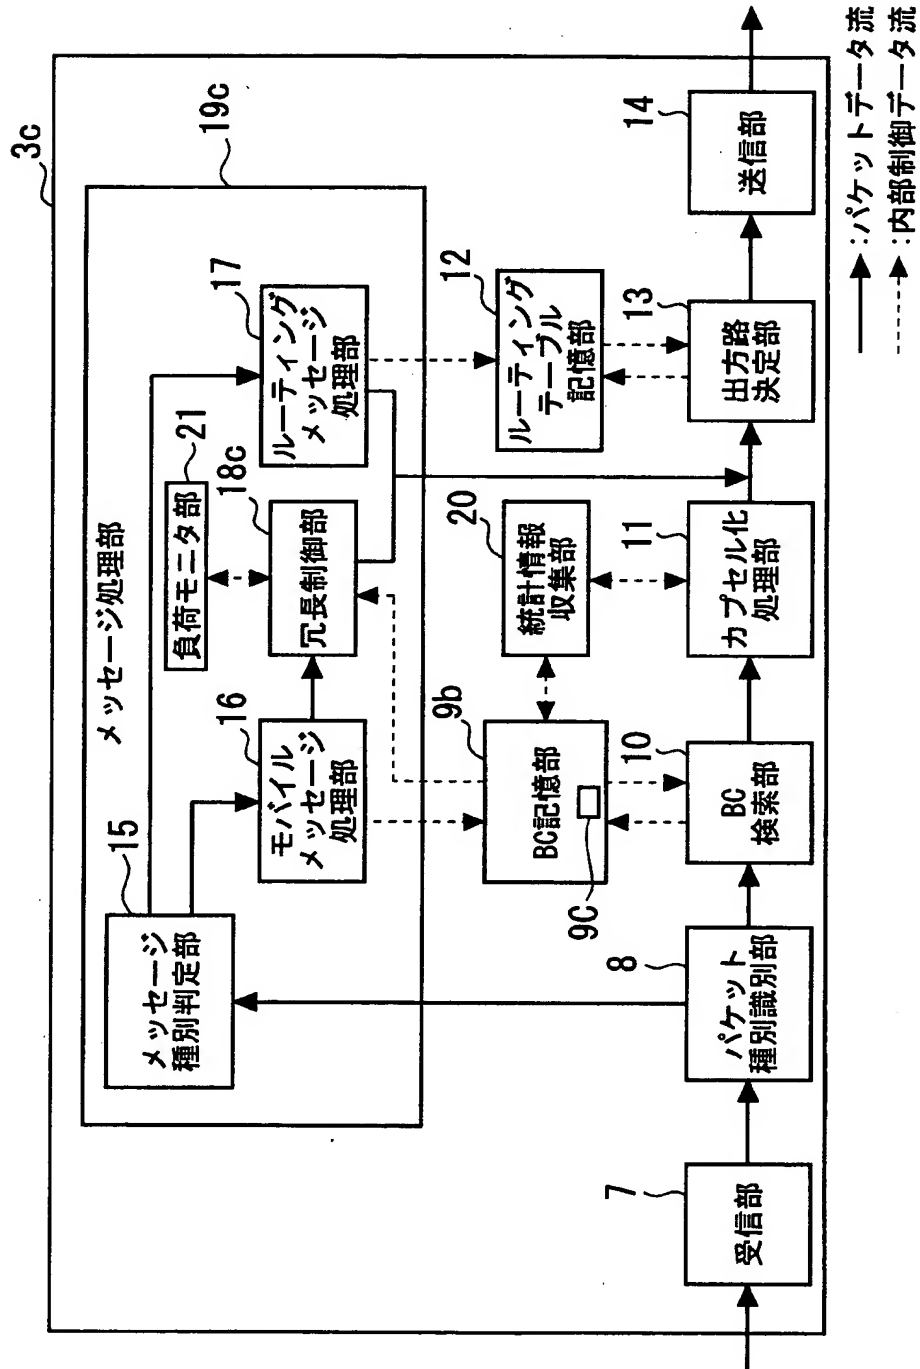 3c
19c
メッセージ処理部
15
メッセージ
種別判定部
負荷モニタ部
21
16
モバイル
メッセージ
処理部
18c
冗長制御部
17
ルーティング
メッセージ
処理部
9b
BC記憶部
9C
20
統計情報
収集部
12
ルーティング
テーブル
記憶部
7
受信部
8
パケット
種別識別部
10
BC
検索部
11
カプセル化
処理部
13
出方路
決定部
14
送信部
:パケットデータ流
:内部制御データ流